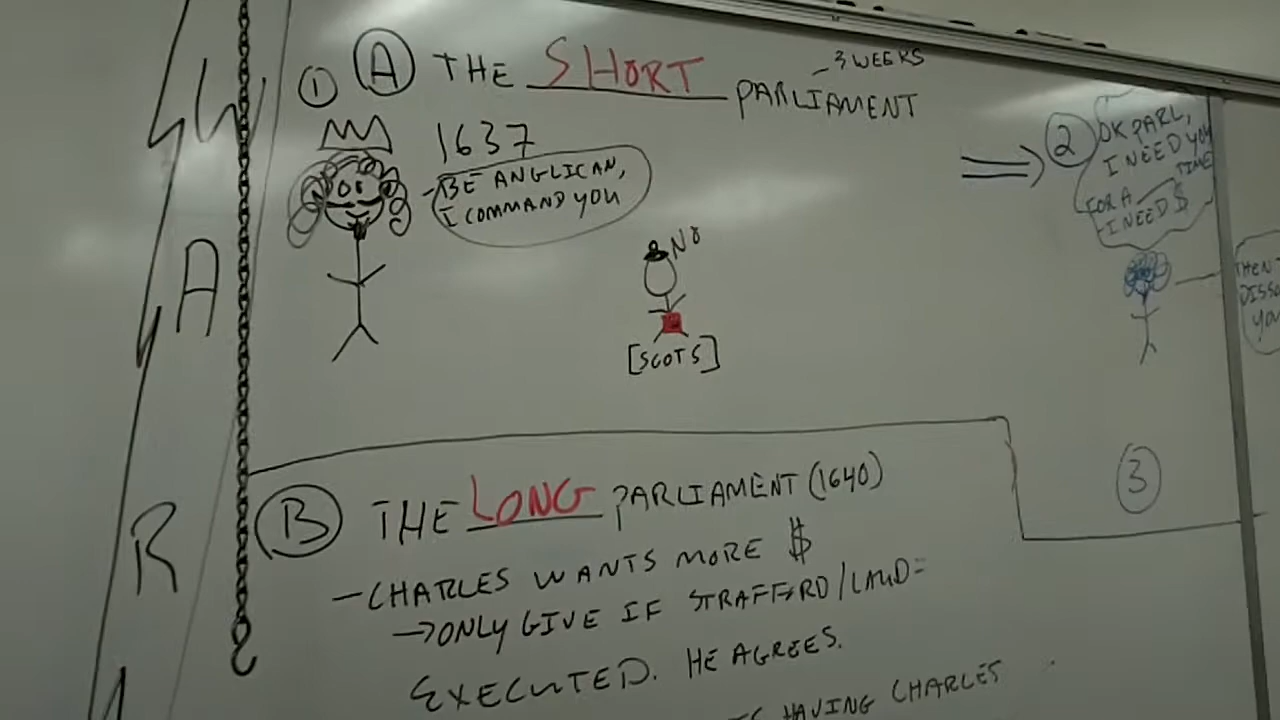 W
A
R
① Ⓐ THE SHORT PARLIAMENT
- 3 WEEKS
1637
- BE ANGLICAN,
I COMMAND YOU
NO
[SCOTS]
⇒ ② OK PARL,
I NEED YOU
FOR A TIME
- I NEED $
THEN I
YOU
③
Ⓑ THE LONG PARLIAMENT (1640)
- CHARLES WANTS MORE $
→ ONLY GIVE IF STRAFFORD/LAUD =
EXECUTED. HE AGREES.
HAVING CHARLES